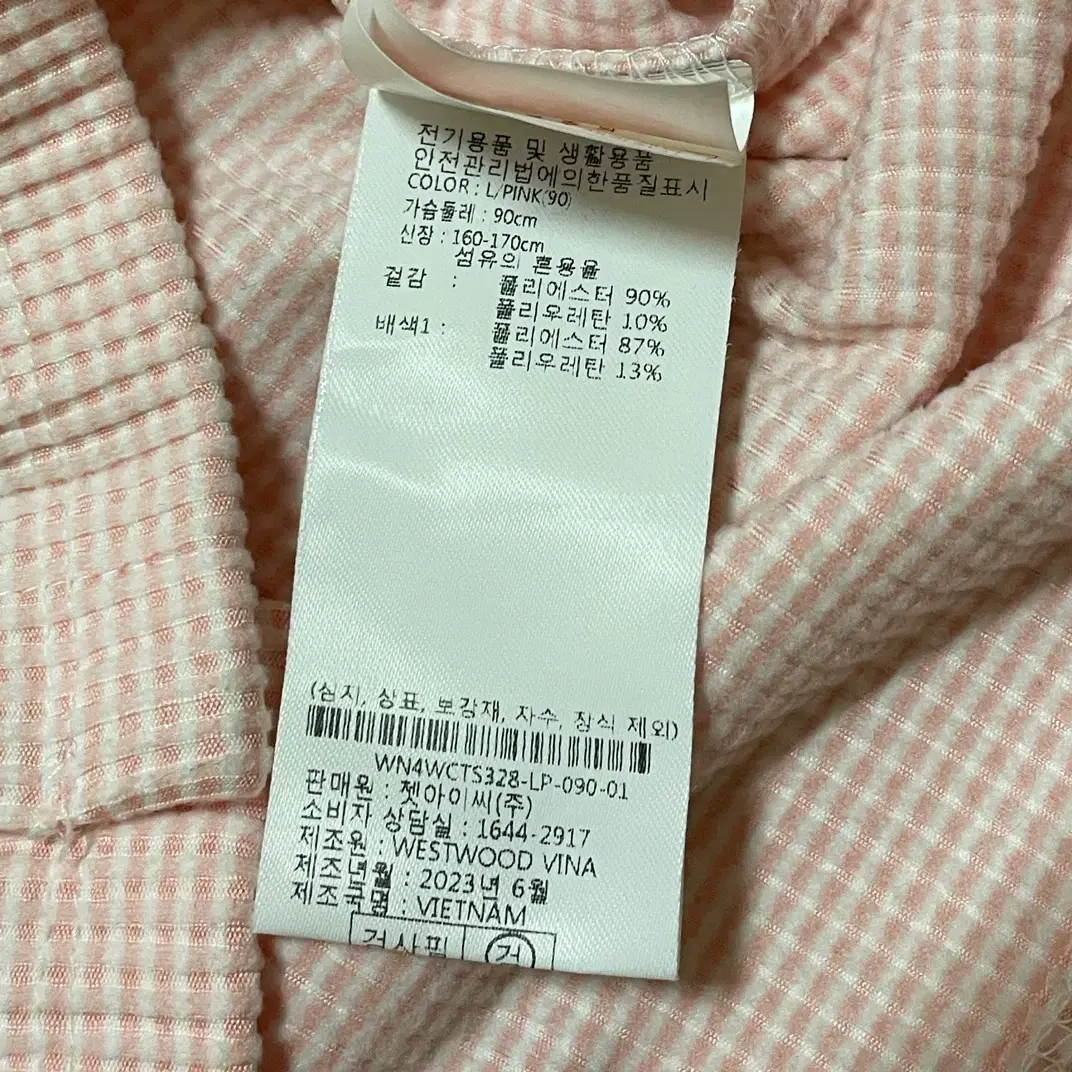 전기용품 및 생활용품
안전관리법에의한품질표시
COLOR : L/PINK(90)
가슴둘레 : 90cm
신장 : 160-170cm
섬유의 혼용율
겉감 : 폴리에스터 90%
폴리우레탄 10%
배색1 : 폴리에스터 87%
폴리우레탄 13%
(심지, 상표, 보강재, 자수, 장식 제외)
WN4WCTS328-LP-090-01
판매원 : 젯아이씨(주)
소비자 상담실 : 1644-2917
제조원 : WESTWOOD VINA
제조년월 : 2023년 6월
제조국명 : VIETNAM
검사필 검